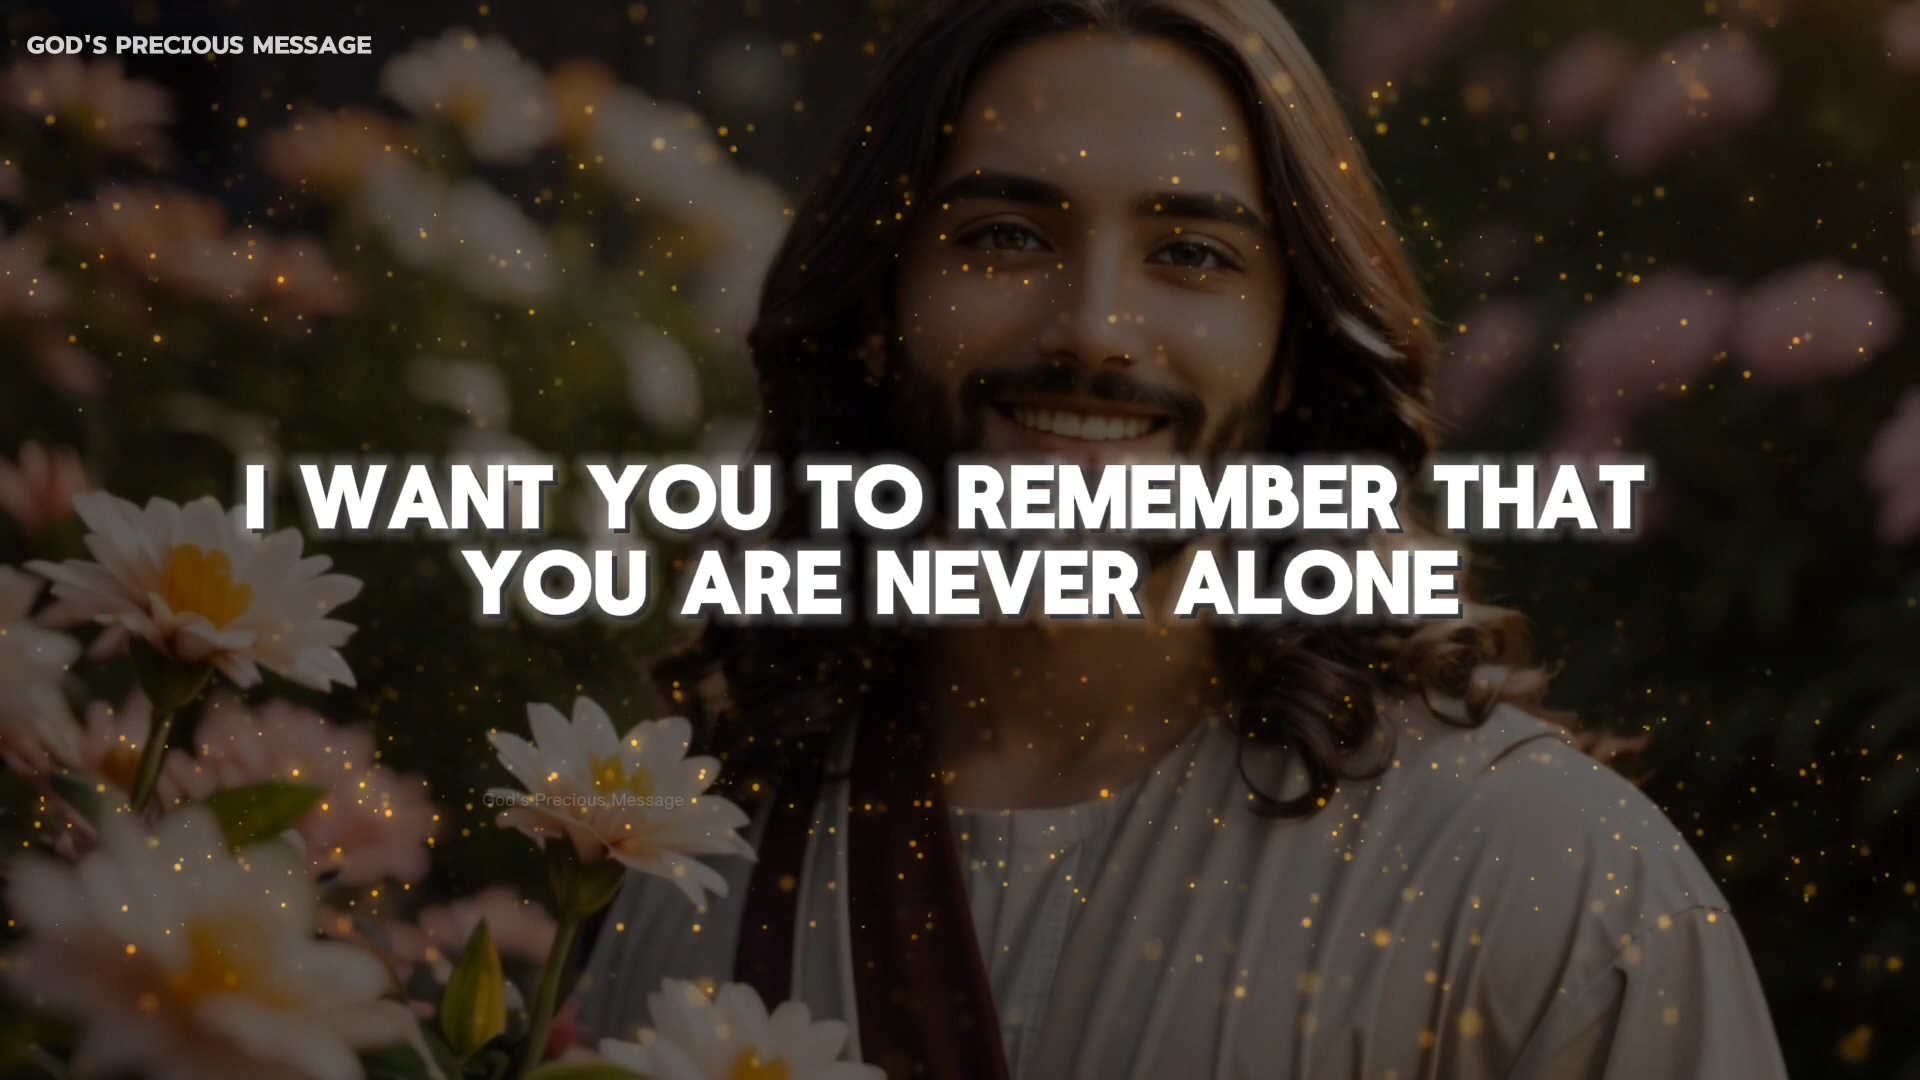 GOD'S PRECIOUS MESSAGE
I WANT YOU TO REMEMBER THAT
YOU ARE NEVER ALONE
God's Precious Message